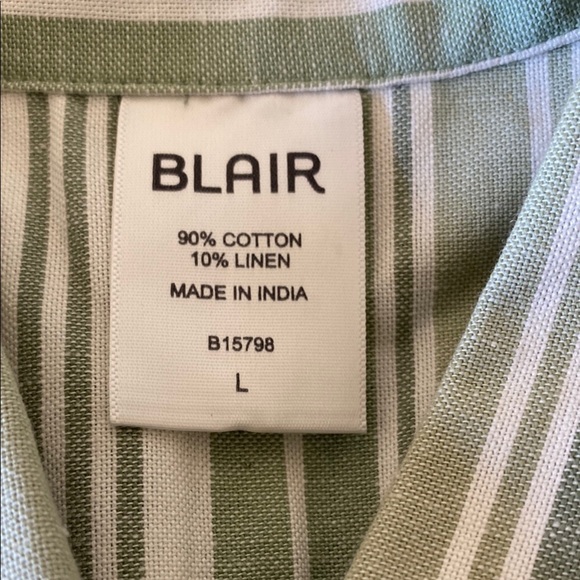 BLAIR
90% COTTON
10% LINEN
MADE IN INDIA
B15798
L